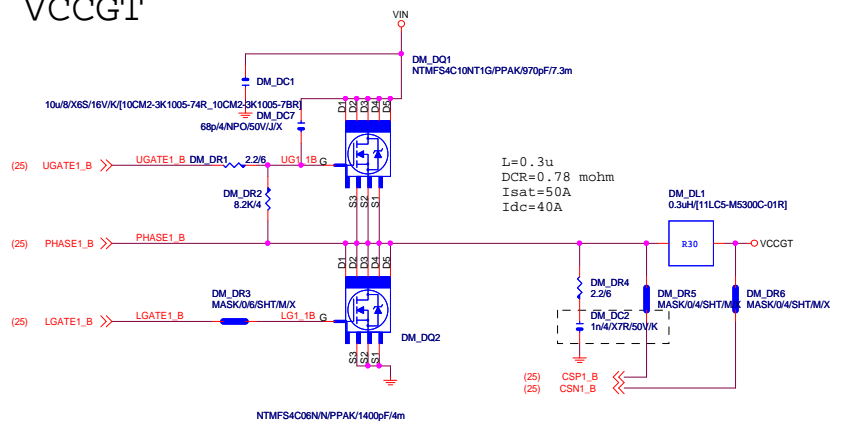 VCCGT
VIN
DM_DQ1
NTMFS4C10NT1G/PPAK/970pF/7.3m
DM_DC1
10u/8/X6S/16V/K/[10CM2-3K1005-74R_10CM2-3K1005-7BR]
DM_DC7
68p/4/NPO/50V/J/X
D1 D2 D3 D4 D5
(25) UGATE1_B UGATE1_B DM_DR1 2.2/6 UG1_1B G
L=0.3u
DCR=0.78 mohm
Isat=50A
Idc=40A
DM_DR2
8.2K/4
S3 S2 S1
DM_DL1
0.3uH/[11LC5-M5300C-01R]
(25) PHASE1_B PHASE1_B
R30
VCCGT
D1 D2 D3 D4 D5
DM_DR4
2.2/6
DM_DR3
MASK/0/6/SHT/M/X
DM_DR5
MASK/0/4/SHT/M/X
DM_DR6
MASK/0/4/SHT/M/X
DM_DC2
1n/4/X7R/50V/K
(25) LGATE1_B LGATE1_B LG1_1B G
DM_DQ2
S3 S2 S1
(25) CSP1_B
(25) CSN1_B
NTMFS4C06N/N/PPAK/1400pF/4m